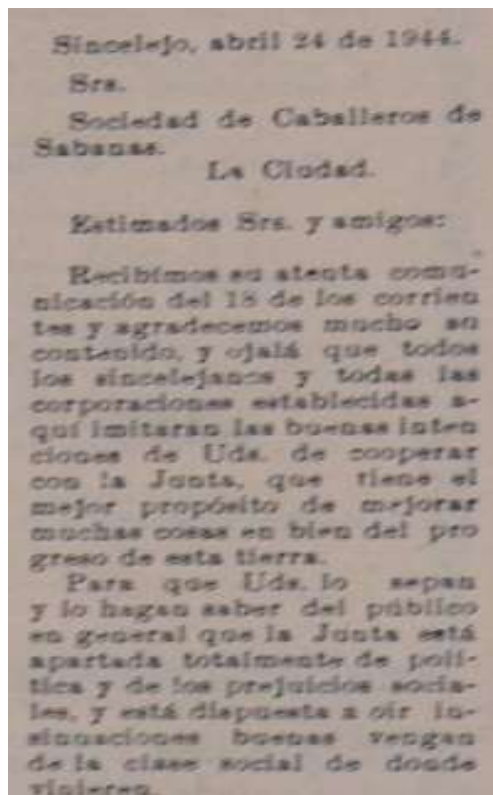 Sincelejo, abril 24 de 1944.
Srs.
Sociedad de Caballeros de
Sabanas.
La Ciudad.
Estimados Srs. y amigos:
Recibimos su atenta comu-
nicación del 18 de los corrien
tes y agradecemos mucho su
contenido, y ojalá que todos
los sincelejanos y todas las
corporaciones establecidas a-
quí imitaran las buenas inten
ciones de Uds. de cooperar
con la Junta, que tiene el
mejor propósito de mejorar
muchas cosas en bien del pro
greso de esta tierra.
Para que Uds. lo sepan
y lo hagan saber del público
en general que la Junta está
apartada totalmente de polí-
tica y de los prejuicios socia-
les, y está dispuesta a oir in-
sinuaciones buenas vengan
de la clase social de donde
vinieren.